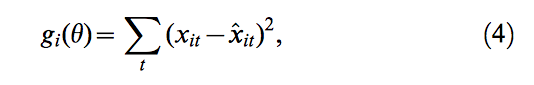 gᵢ(θ) = ∑ₜ (xᵢₜ − x̂ᵢₜ)², (4)